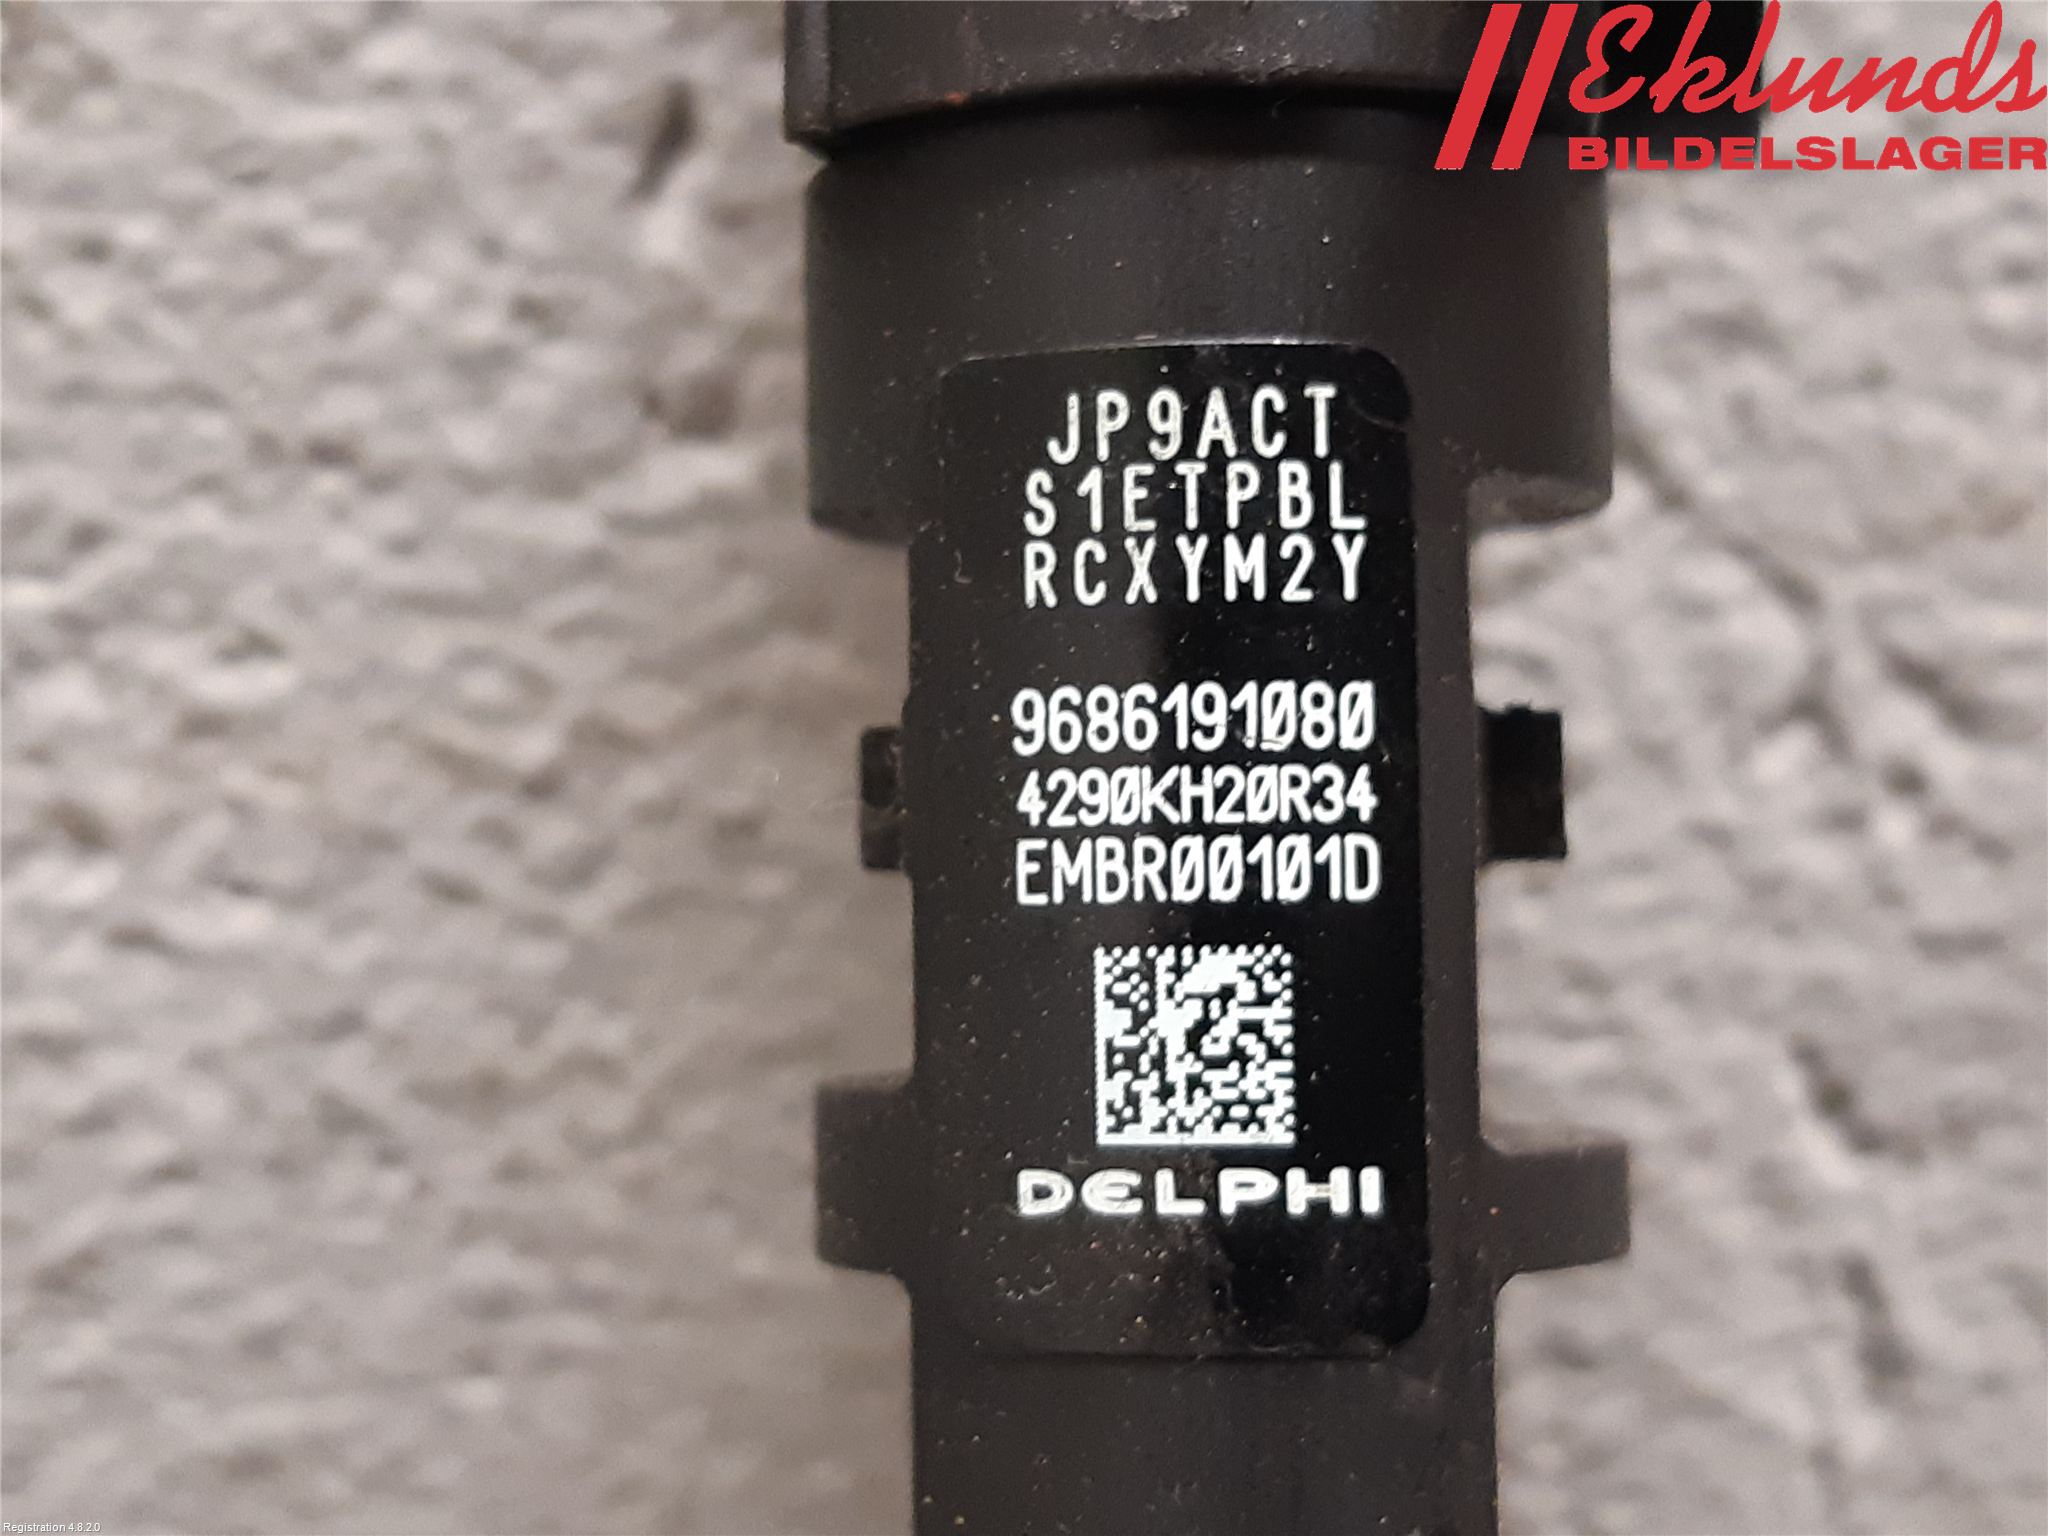 Eklunds
BILDELSLAGER
JP9ACT
S1ETPBL
RCXYM2Y
9686191080
4290KH20R34
EMBR00101D
DELPHI
Registration 4.8.2.0